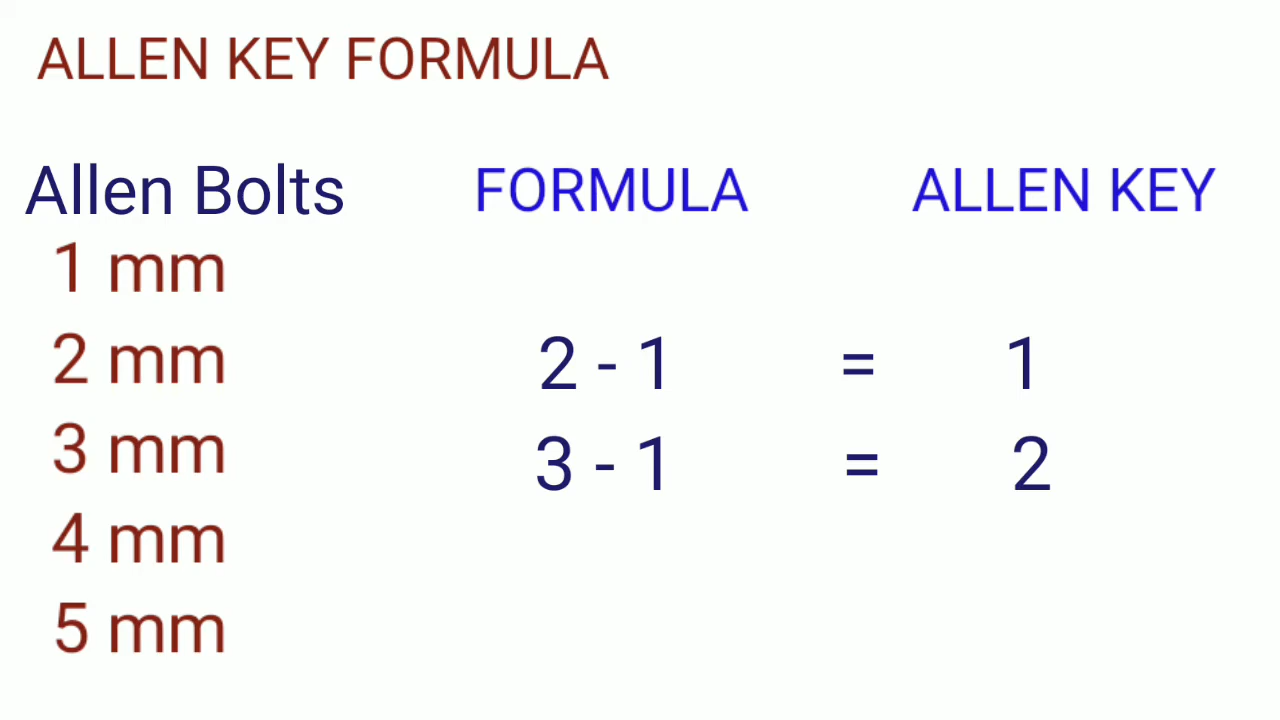 ALLEN KEY FORMULA
Allen Bolts FORMULA ALLEN KEY
1 mm
2 mm 2 - 1 = 1
3 mm 3 - 1 = 2
4 mm
5 mm